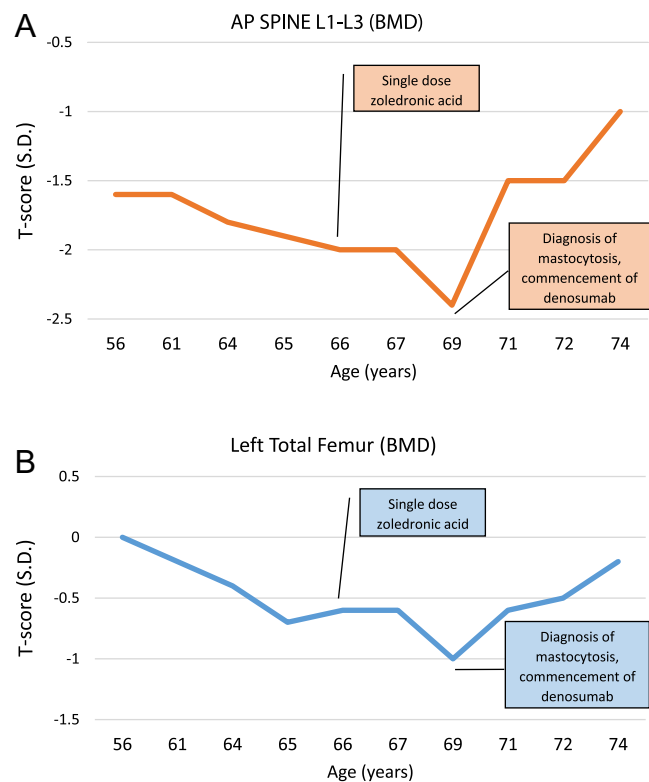 A
AP SPINE L1-L3 (BMD)
-0.5
-1
-1.5
-2
-2.5
T-score (S.D.)
Single dose
zoledronic acid
Diagnosis of
mastocytosis,
commencement of
denosumab
56 61 64 65 66 67 69 71 72 74
Age (years)
B
Left Total Femur (BMD)
0.5
0
-0.5
-1
-1.5
T-score (S.D.)
Single dose
zoledronic acid
Diagnosis of
mastocytosis,
commencement of
denosumab
56 61 64 65 66 67 69 71 72 74
Age (years)